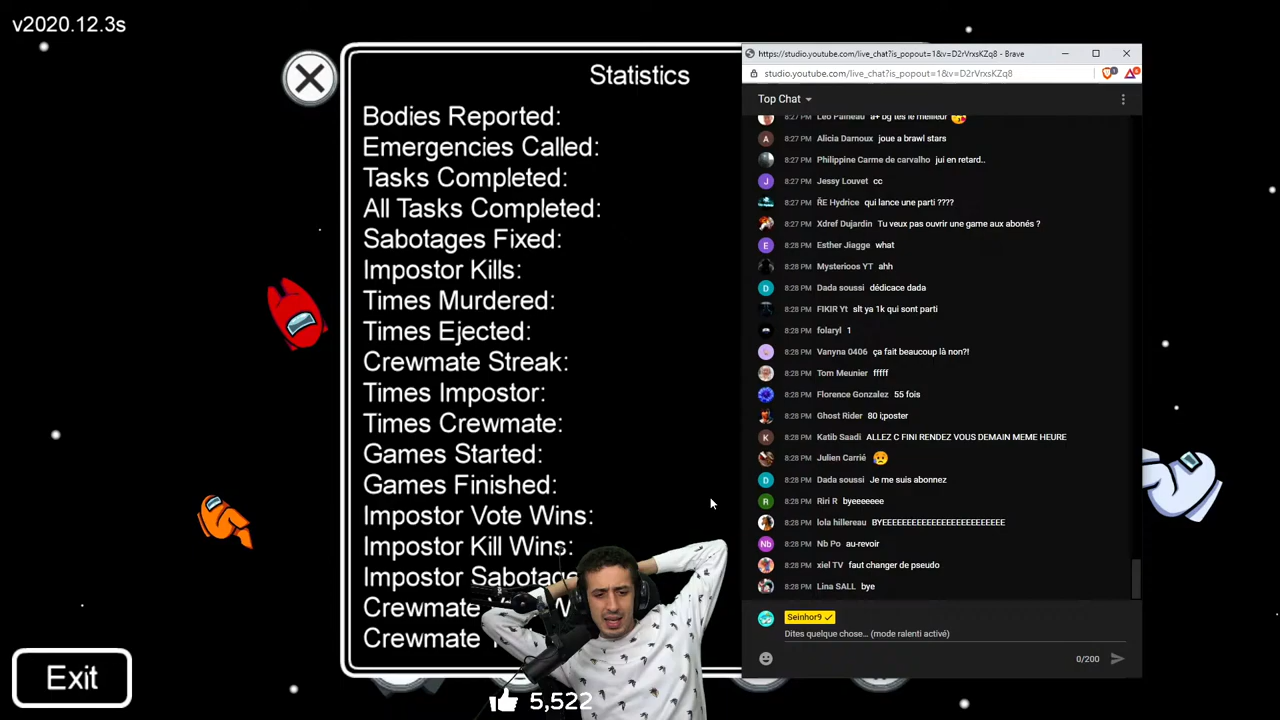 v2020.12.3s
Statistics
Bodies Reported:
Emergencies Called:
Tasks Completed:
All Tasks Completed:
Sabotages Fixed:
Impostor Kills:
Times Murdered:
Times Ejected:
Crewmate Streak:
Times Impostor:
Times Crewmate:
Games Started:
Games Finished:
Impostor Vote Wins:
Impostor Kill Wins:
Impostor
Crewmate
Crewmate
Exit
5,522
https://studio.youtube.com/live_chat?is_popout=1&v=D2rVrxsKZq8 - Brave
studio.youtube.com/live_chat?is_popout=1&v=D2rVrxsKZq8
Top Chat
8:27 PM Leo Palneau a+ bg tes le meilleur
A 8:27 PM Alicia Darnoux joue a brawl stars
8:27 PM Philippine Carme de carvalho jui en retard..
J 8:27 PM Jessy Louvet cc
8:27 PM ŘE Hydrice qui lance une parti ????
8:27 PM Xdref Dujardin Tu veux pas ouvrir une game aux abonés ?
E 8:28 PM Esther Jiagge what
8:28 PM Mysterioos YT ahh
D 8:28 PM Dada soussi dédicace dada
8:28 PM FIKIR Yt slt ya 1k qui sont parti
8:28 PM folaryl 1
8:28 PM Vanyna 0406 ça fait beaucoup là non?!
8:28 PM Tom Meunier fffff
8:28 PM Florence Gonzalez 55 fois
8:28 PM Ghost Rider 80 i;poster
K 8:28 PM Katib Saadi ALLEZ C FINI RENDEZ VOUS DEMAIN MEME HEURE
8:28 PM Julien Carrié
D 8:28 PM Dada soussi Je me suis abonnez
R 8:28 PM Riri R byeeeeeee
8:28 PM lola hillereau BYEEEEEEEEEEEEEEEEEEEEEEEEE
Nb 8:28 PM Nb Po au-revoir
8:28 PM xiel TV faut changer de pseudo
8:28 PM Lina SALL bye
Seinhor9
Dites quelque chose... (mode ralenti activé)
0/200